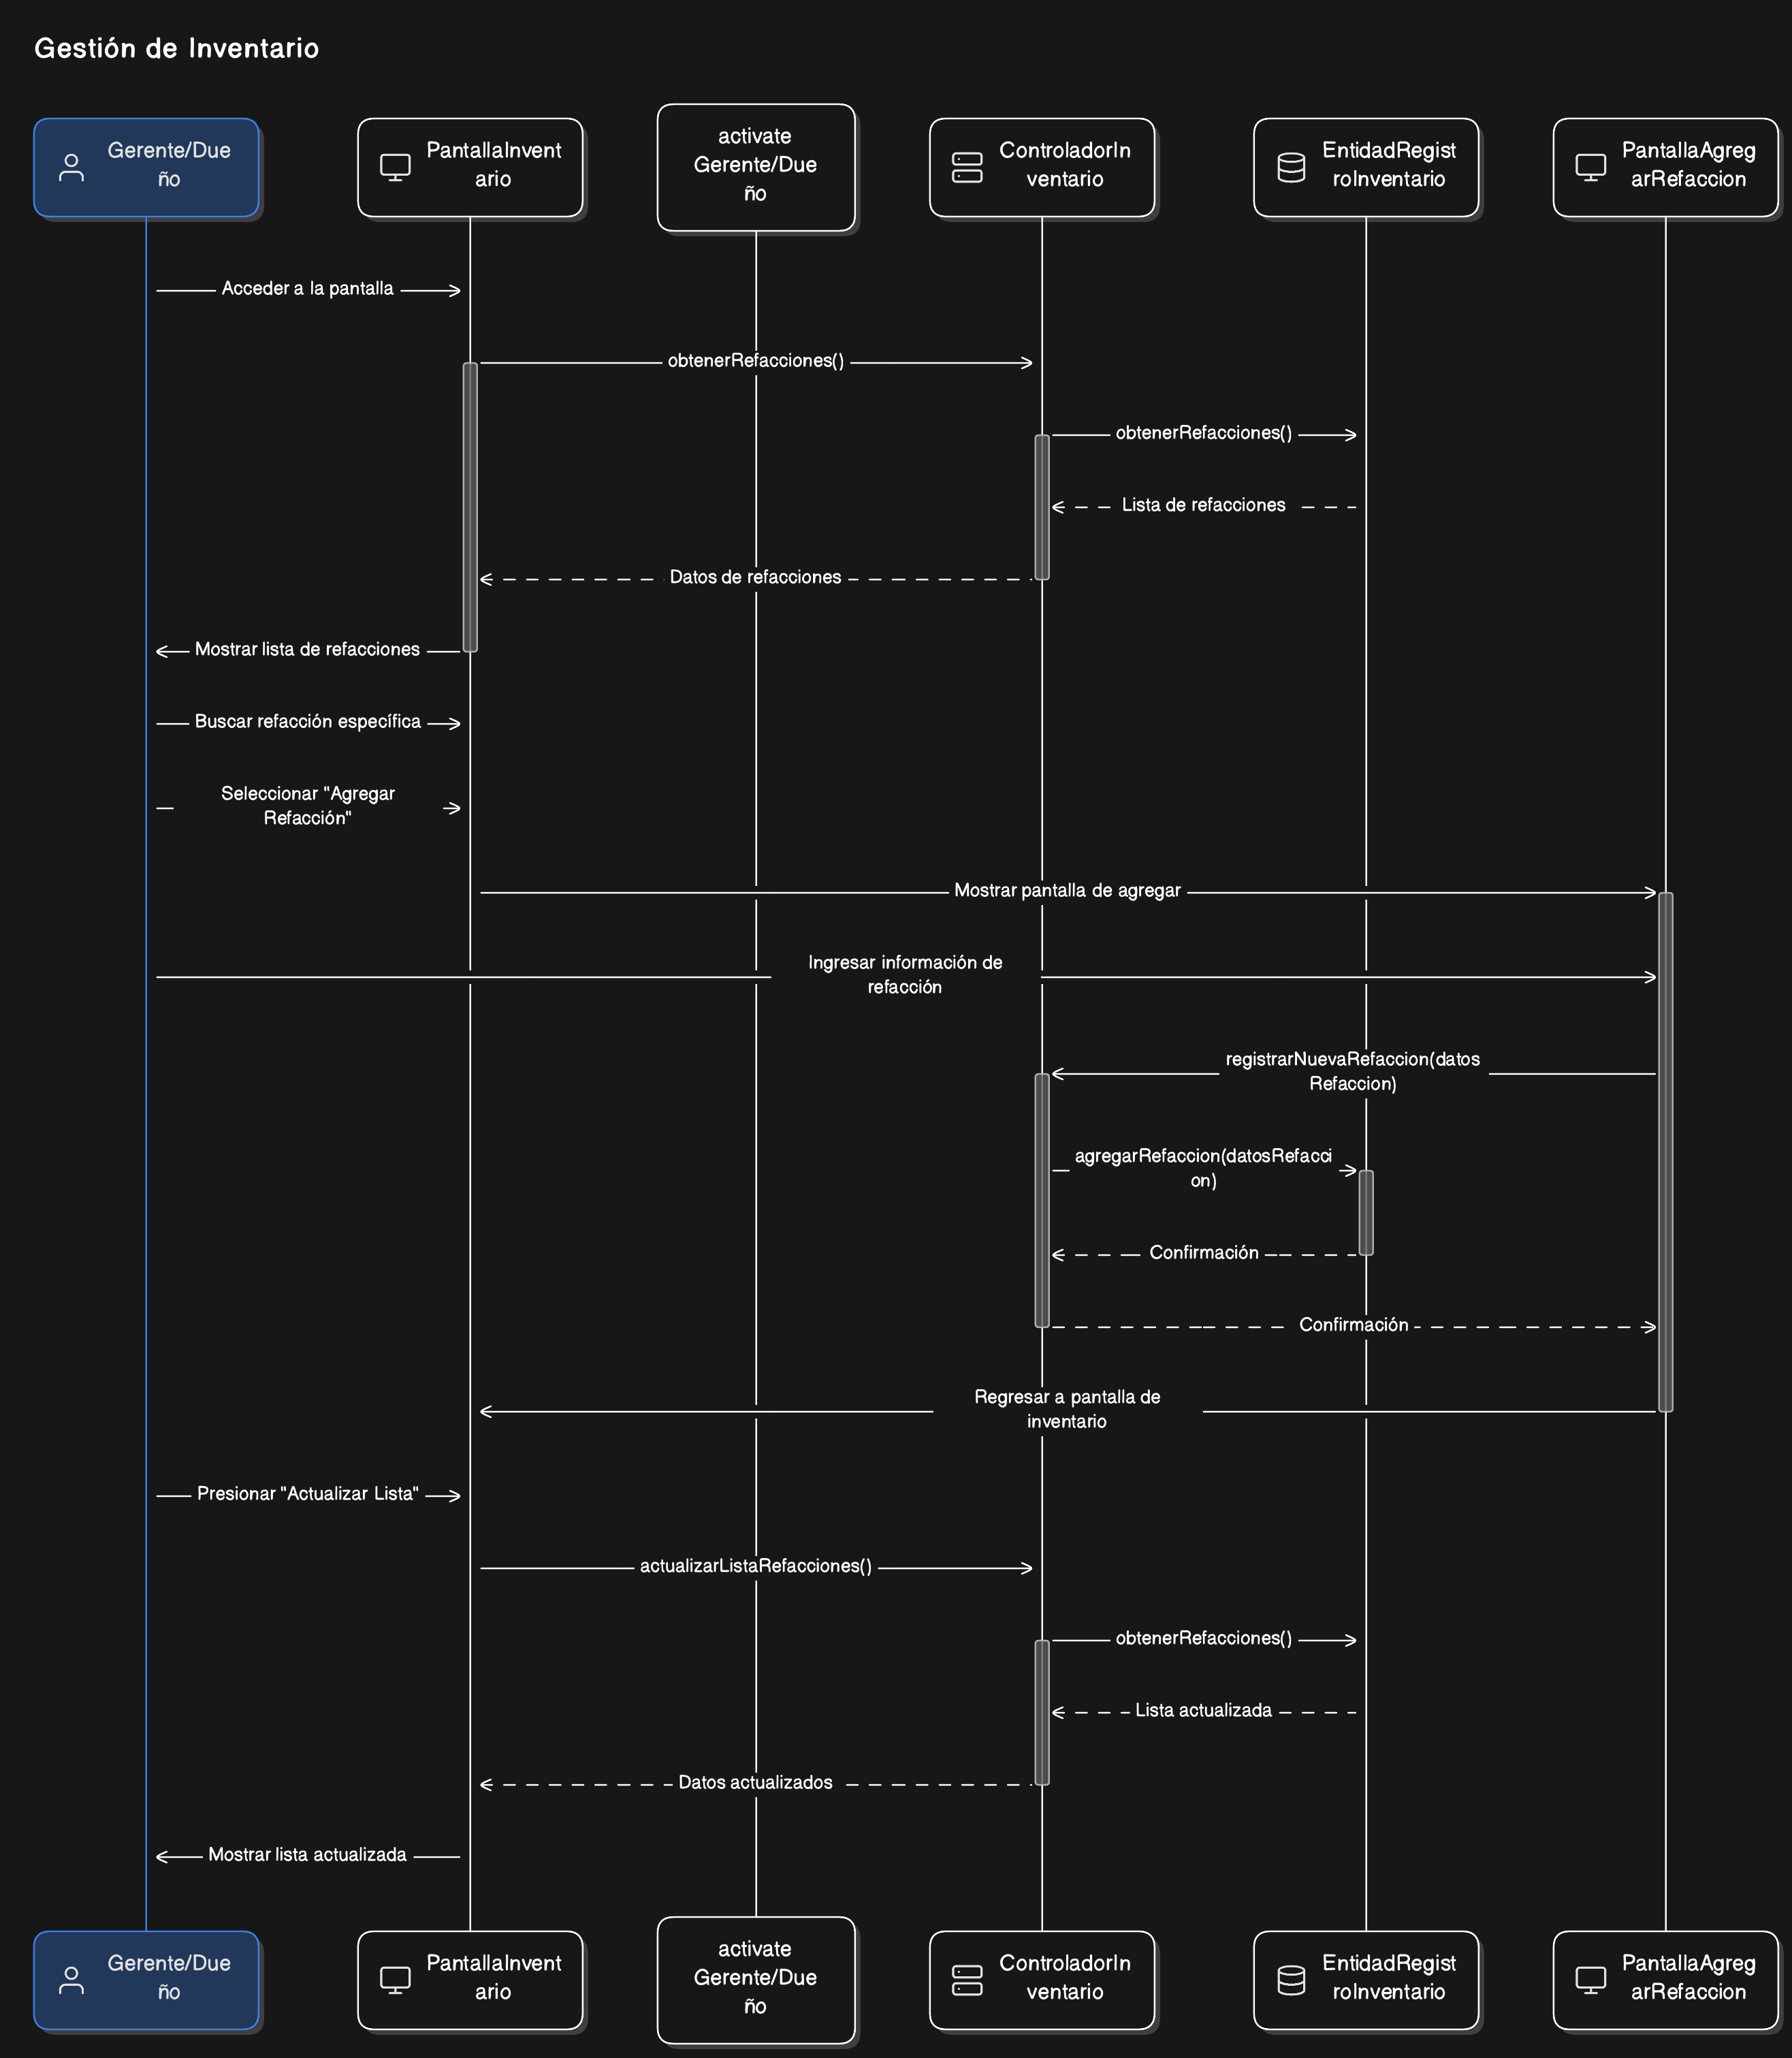 Gestión de Inventario
Gerente/Due
ño
PantallaInvent
ario
activate
Gerente/Due
ño
ControladorIn
ventario
EntidadRegist
roInventario
PantallaAgreg
arRefaccion
Acceder a la pantalla
obtenerRefacciones()
obtenerRefacciones()
Lista de refacciones
Datos de refacciones
Mostrar lista de refacciones
Buscar refacción específica
Seleccionar "Agregar
Refacción"
Mostrar pantalla de agregar
Ingresar información de
refacción
registrarNuevaRefaccion(datos
Refaccion)
agregarRefaccion(datosRefacci
on)
Confirmación
Confirmación
Regresar a pantalla de
inventario
Presionar "Actualizar Lista"
actualizarListaRefacciones()
obtenerRefacciones()
Lista actualizada
Datos actualizados
Mostrar lista actualizada
Gerente/Due
ño
PantallaInvent
ario
activate
Gerente/Due
ño
ControladorIn
ventario
EntidadRegist
roInventario
PantallaAgreg
arRefaccion